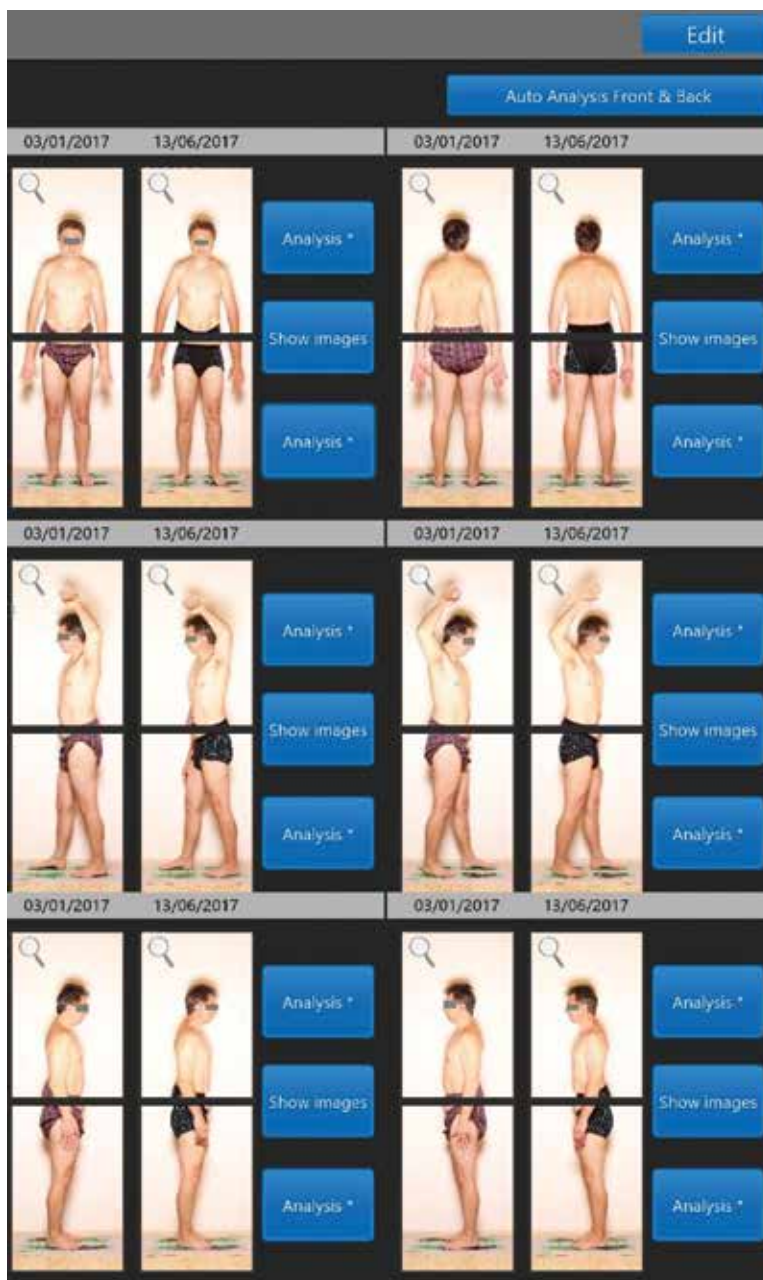 Edit
Auto Analysis Front & Back
03/01/2017 13/06/2017 03/01/2017 13/06/2017
Analysis * Analysis *
Show images Show images
Analysis * Analysis *
03/01/2017 13/06/2017 03/01/2017 13/06/2017
Analysis * Analysis *
Show images Show images
Analysis * Analysis *
03/01/2017 13/06/2017 03/01/2017 13/06/2017
Analysis * Analysis *
Show images Show images
Analysis * Analysis *